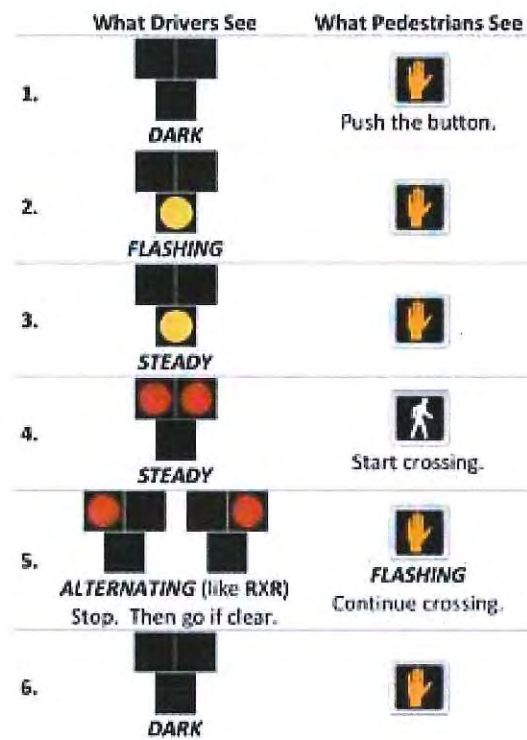 What Drivers See What Pedestrians See
1.
DARK
Push the button.
2.
FLASHING
3.
STEADY
4.
STEADY
Start crossing.
5.
ALTERNATING (like RXR)
Stop. Then go if clear.
FLASHING
Continue crossing.
6.
DARK